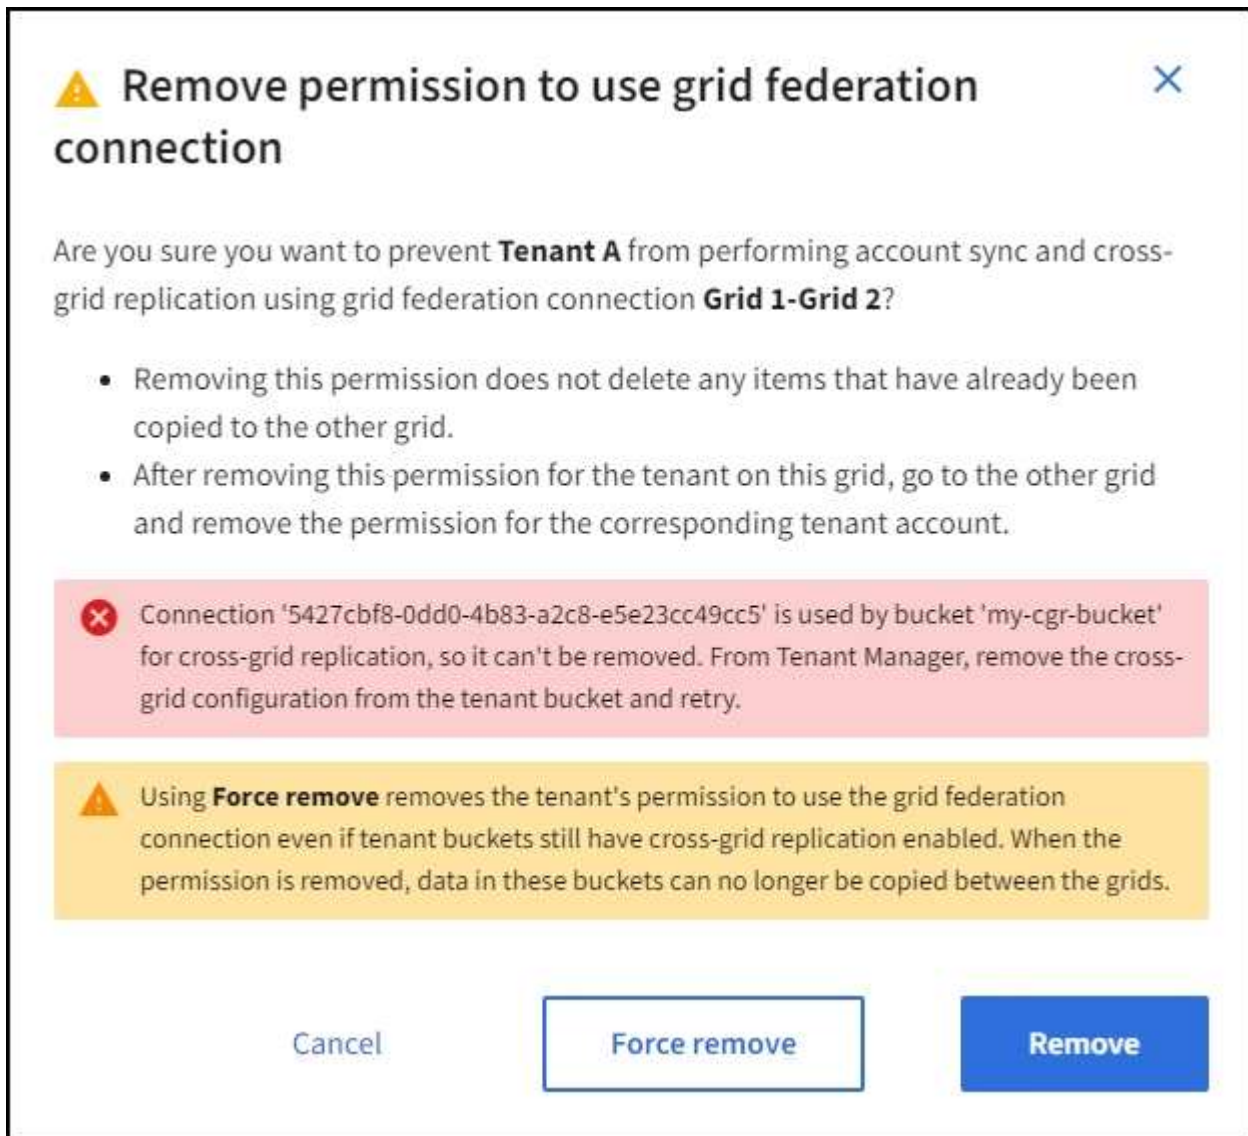 Remove permission to use grid federation
connection
Are you sure you want to prevent Tenant A from performing account sync and cross-
grid replication using grid federation connection Grid 1-Grid 2?
• Removing this permission does not delete any items that have already been
copied to the other grid.
• After removing this permission for the tenant on this grid, go to the other grid
and remove the permission for the corresponding tenant account.
Connection '5427cbf8-0dd0-4b83-a2c8-e5e23cc49cc5' is used by bucket 'my-cgr-bucket'
for cross-grid replication, so it can't be removed. From Tenant Manager, remove the cross-
grid configuration from the tenant bucket and retry.
Using Force remove removes the tenant's permission to use the grid federation
connection even if tenant buckets still have cross-grid replication enabled. When the
permission is removed, data in these buckets can no longer be copied between the grids.
Cancel
Force remove
Remove